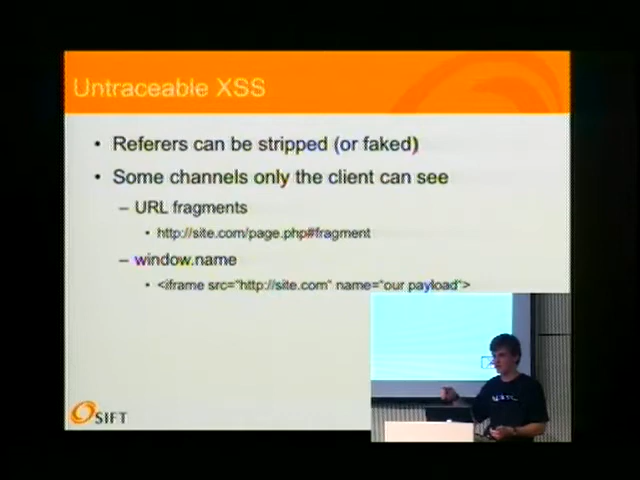 Untraceable XSS
• Referers can be stripped (or faked)
• Some channels only the client can see
– URL fragments
• http://site.com/page.php#fragment
– window.name
• <iframe src="http://site.com" name="our payload">
SIFT